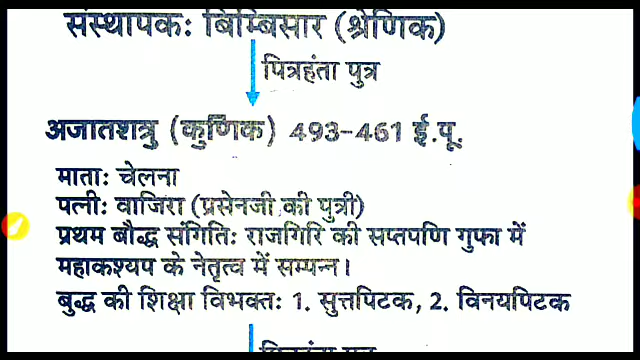 संस्थापक: बिम्बिसार (श्रेणिक)
पित्रहंता पुत्र
अजातशत्रु (कुणिक) 493-461 ई.पू.
माता: चेलना
पत्नी: वाजिरा (प्रसेनजी की पुत्री)
प्रथम बौद्ध संगिति: राजगिरि की सप्तपणि गुफा में
महाकश्यप के नेतृत्व में सम्पन्न।
बुद्ध की शिक्षा विभक्त: 1. सुत्तपिटक, 2. विनयपिटक